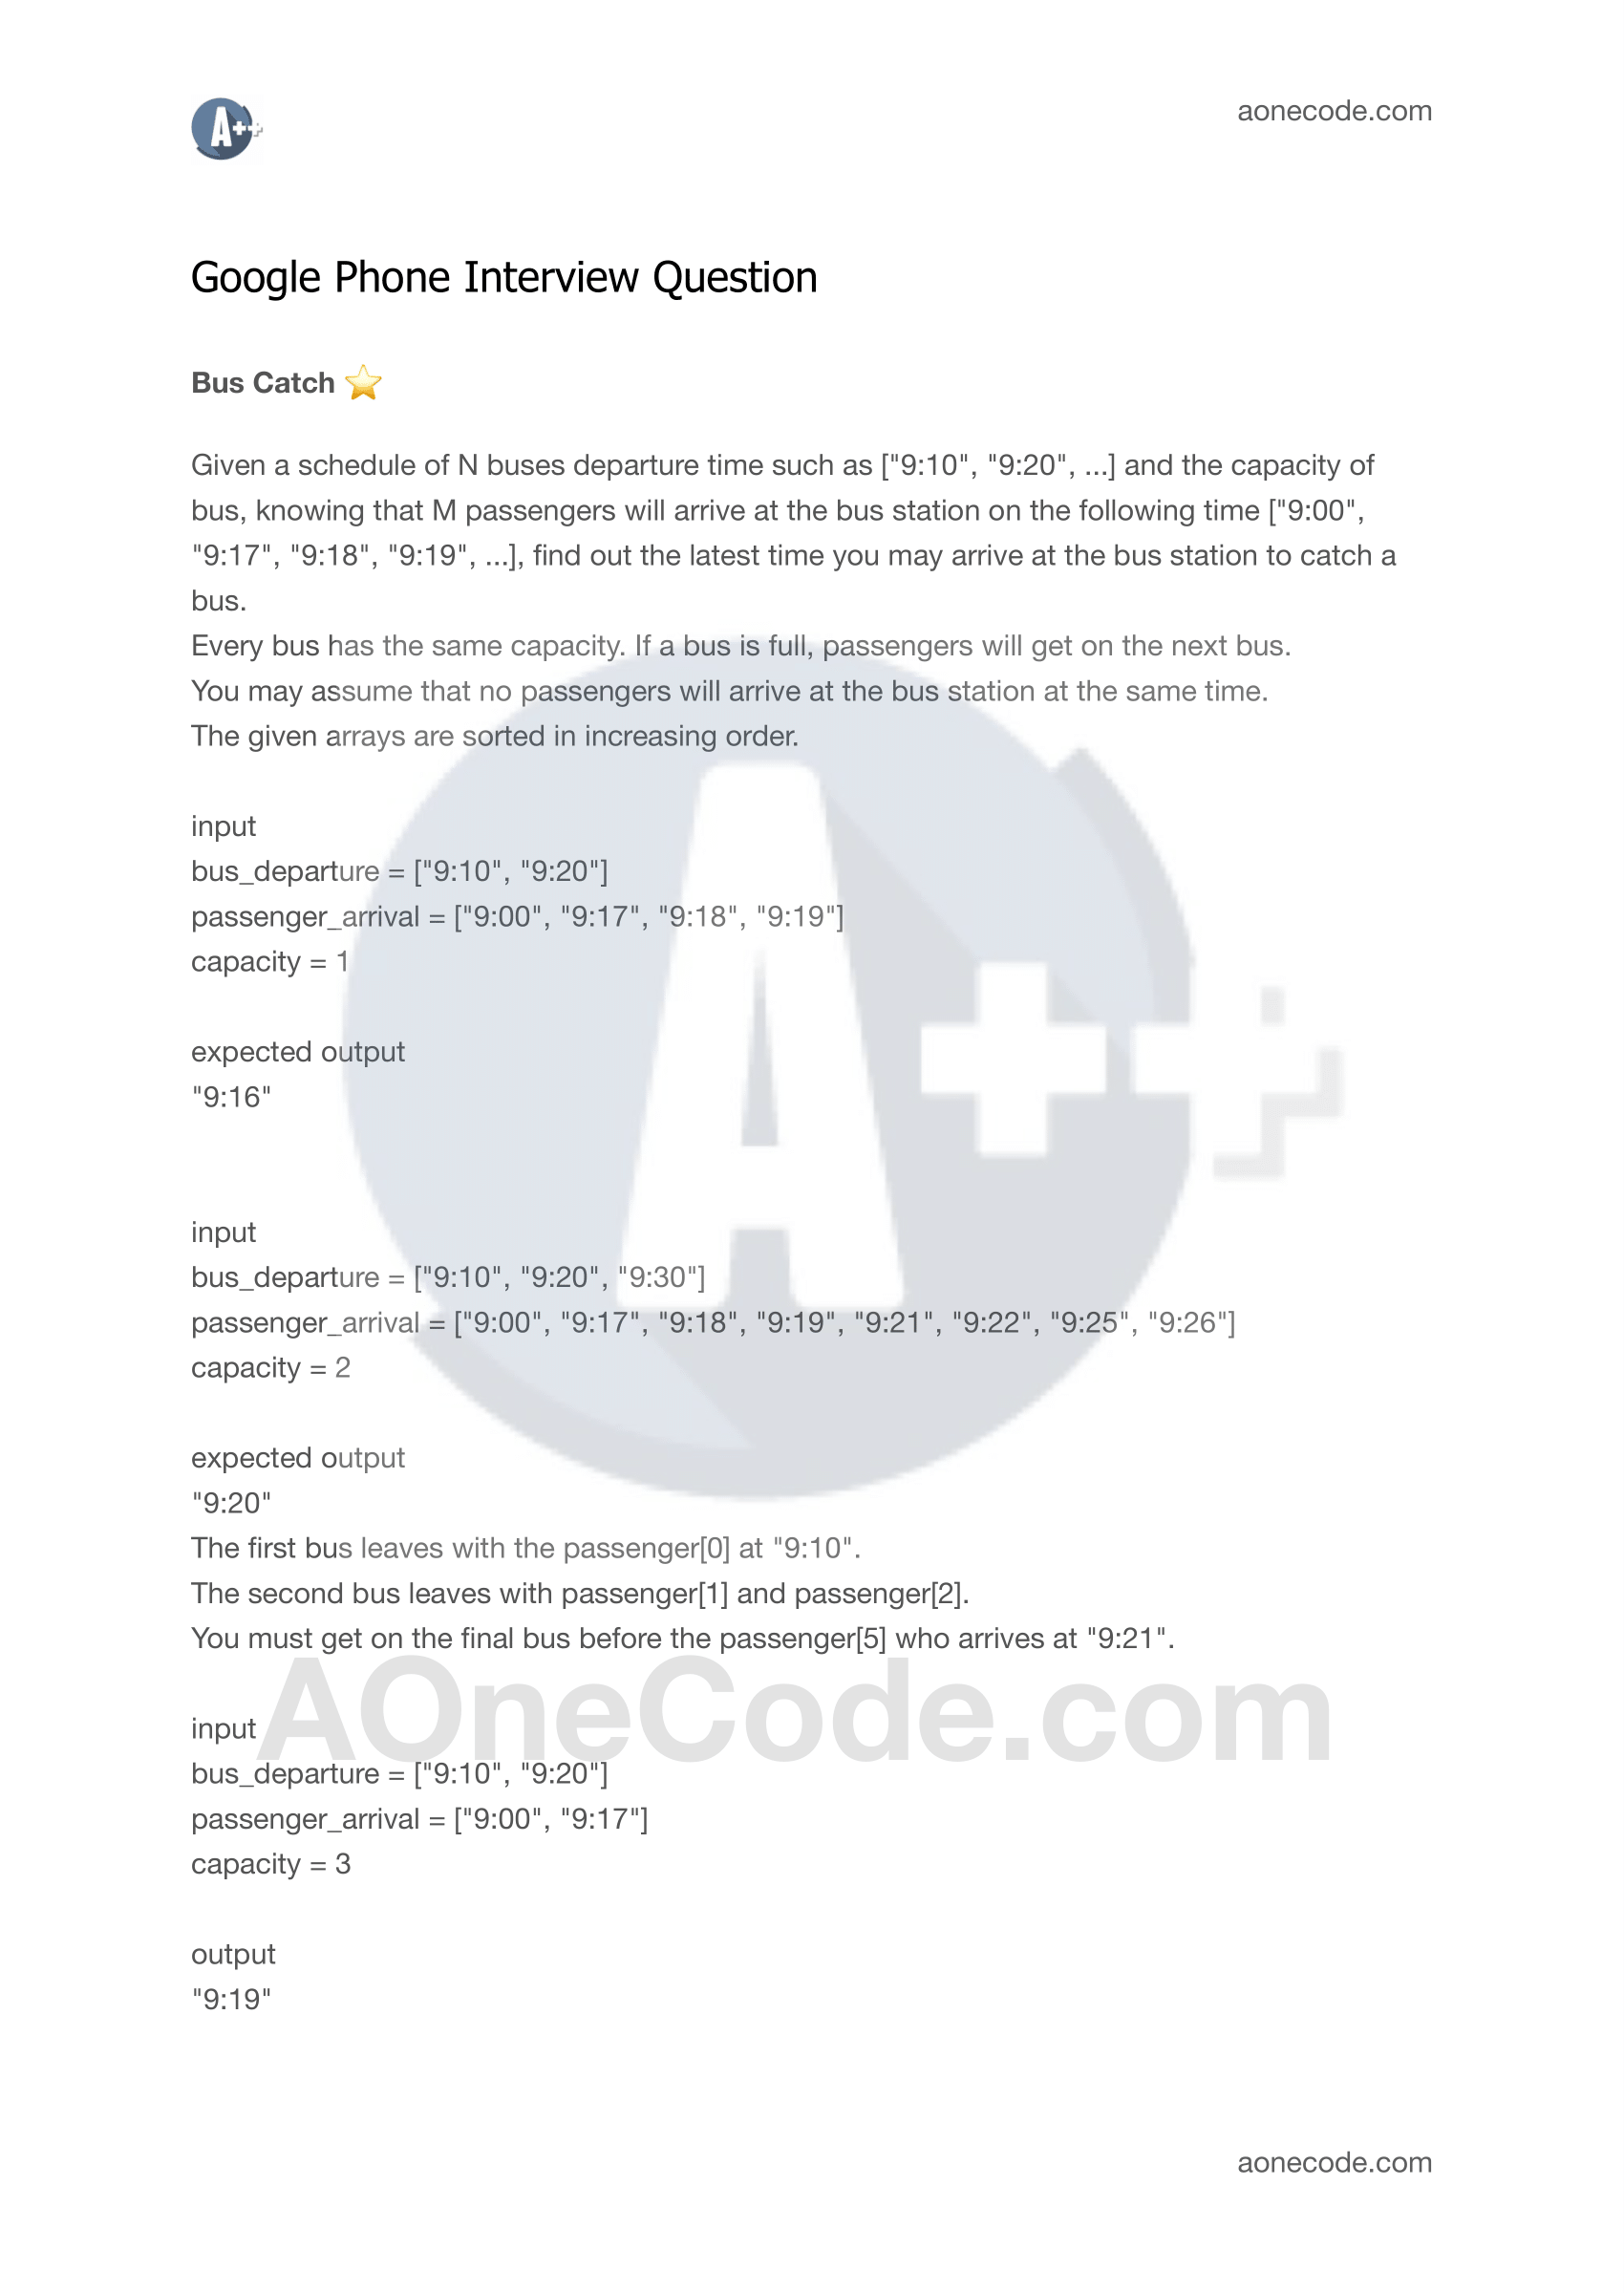 A++
aonecode.com
Google Phone Interview Question
Bus Catch ⭐
Given a schedule of N buses departure time such as ["9:10", "9:20", ...] and the capacity of
bus, knowing that M passengers will arrive at the bus station on the following time ["9:00",
"9:17", "9:18", "9:19", ...], find out the latest time you may arrive at the bus station to catch a
bus.
Every bus has the same capacity. If a bus is full, passengers will get on the next bus.
You may assume that no passengers will arrive at the bus station at the same time.
The given arrays are sorted in increasing order.
input
bus_departure = ["9:10", "9:20"]
passenger_arrival = ["9:00", "9:17", "9:18", "9:19"]
capacity = 1
expected output
"9:16"
A++
input
bus_departure = ["9:10", "9:20", "9:30"]
passenger_arrival = ["9:00", "9:17", "9:18", "9:19", "9:21", "9:22", "9:25", "9:26"]
capacity = 2
expected output
"9:20"
The first bus leaves with the passenger[0] at "9:10".
The second bus leaves with passenger[1] and passenger[2].
You must get on the final bus before the passenger[5] who arrives at "9:21".
AOneCode.com
input
bus_departure = ["9:10", "9:20"]
passenger_arrival = ["9:00", "9:17"]
capacity = 3
output
"9:19"
aonecode.com